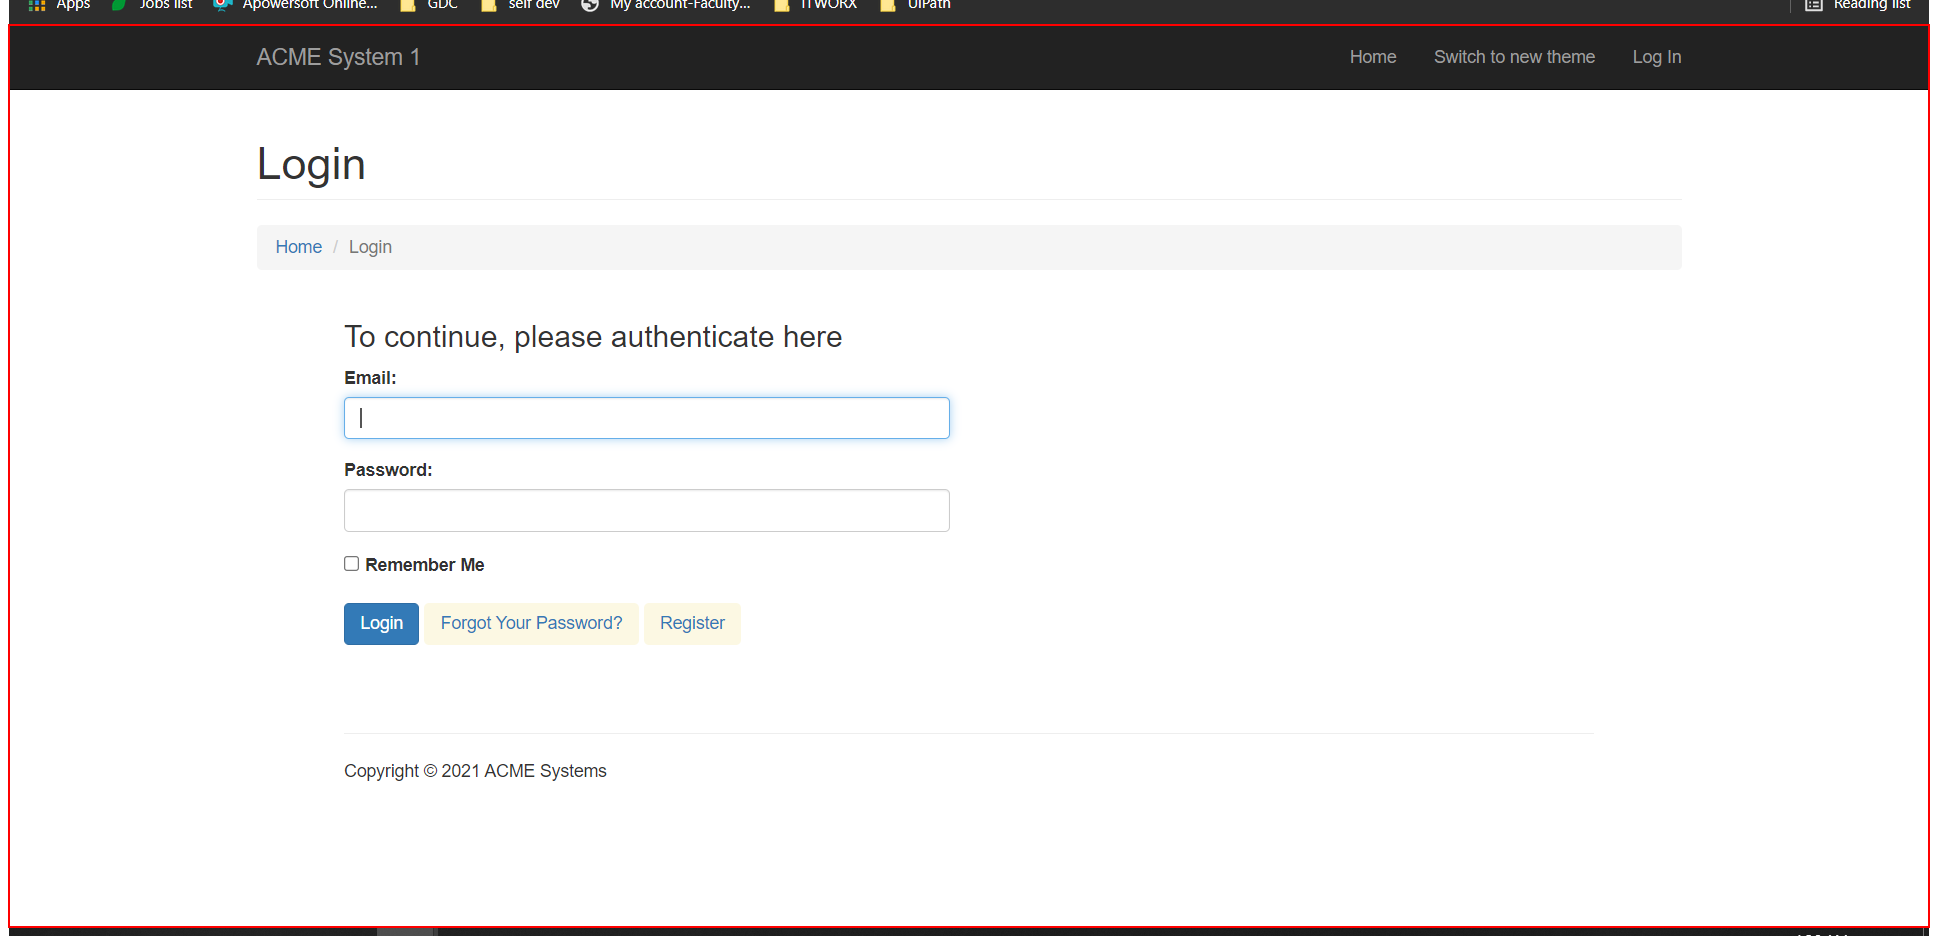 Apps Jobs list Apowersoft Online... GDC self dev My account-Faculty... ITWORX UiPath Reading list
ACME System 1 Home Switch to new theme Log In
Login
Home / Login
To continue, please authenticate here
Email:
Password:
Remember Me
Login Forgot Your Password? Register
Copyright © 2021 ACME Systems